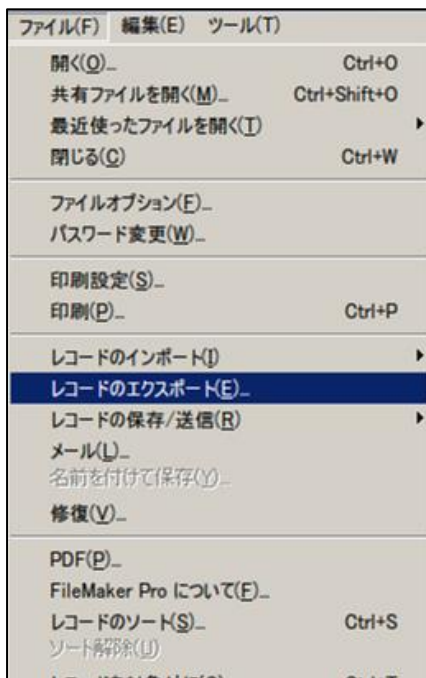 ファイル(F) 編集(E) ツール(T)
開く(O)... Ctrl+O
共有ファイルを開く(M)... Ctrl+Shift+O
最近使ったファイルを開く(T)
閉じる(C) Ctrl+W
ファイルオプション(F)...
パスワード変更(W)...
印刷設定(S)...
印刷(P)... Ctrl+P
レコードのインポート(I)
レコードのエクスポート(E)...
レコードの保存/送信(R)
メール(L)...
名前を付けて保存(Y)...
修復(V)...
PDF(P)...
FileMaker Pro について(F)...
レコードのソート(S)... Ctrl+S
ソート解除(U)